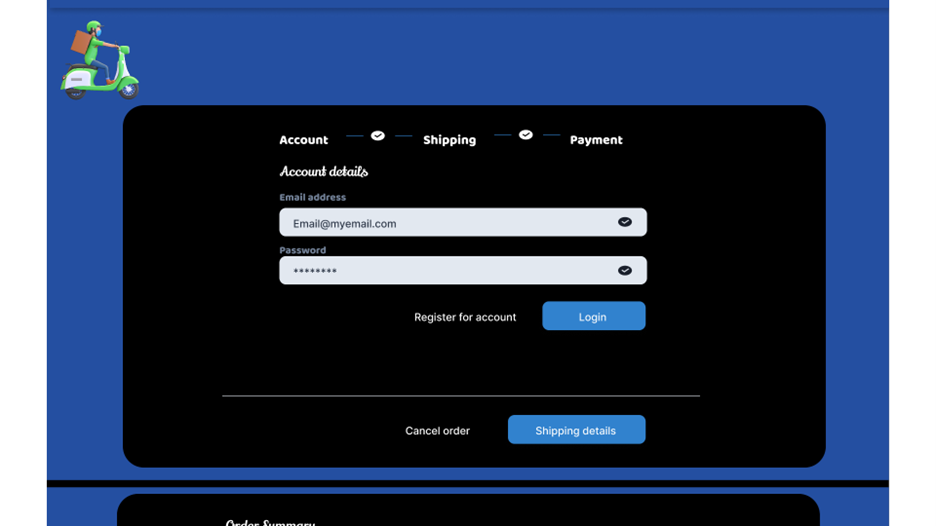 Account Shipping Payment
Account details
Email address
Email@myemail.com
Password
********
Register for account Login
Cancel order Shipping details
Order Summary